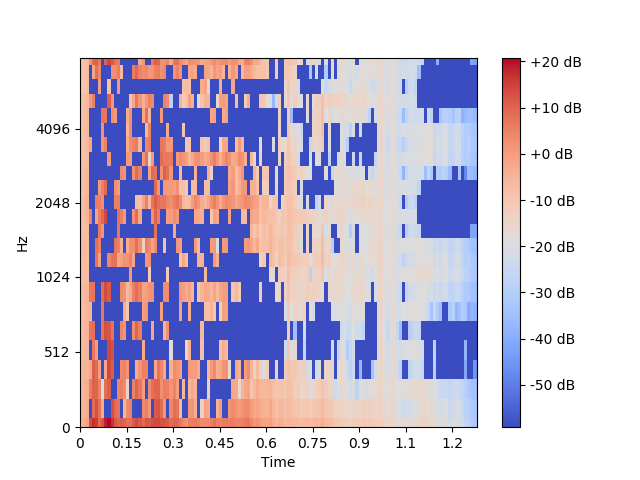 +20 dB
+10 dB
+0 dB
-10 dB
-20 dB
-30 dB
-40 dB
-50 dB
4096
2048
1024
512
0
Hz
0 0.15 0.3 0.45 0.6 0.75 0.9 1.1 1.2
Time